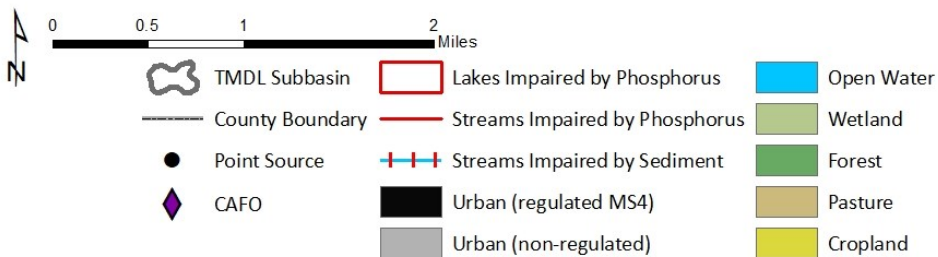 0 0.5 1 2
Miles
N
TMDL Subbasin
County Boundary
Point Source
CAFO
Lakes Impaired by Phosphorus
Streams Impaired by Phosphorus
Streams Impaired by Sediment
Urban (regulated MS4)
Urban (non-regulated)
Open Water
Wetland
Forest
Pasture
Cropland